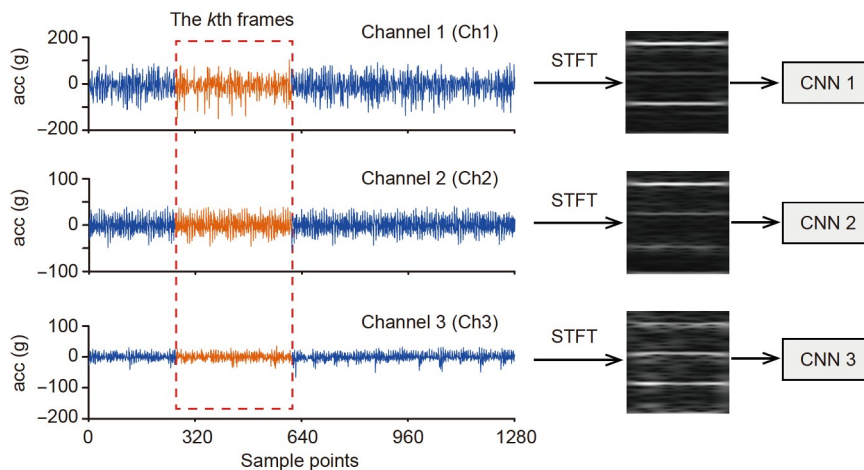 The kth frames
Channel 1 (Ch1)
acc (g)
200
0
−200
STFT
CNN 1
Channel 2 (Ch2)
acc (g)
100
0
−100
STFT
CNN 2
Channel 3 (Ch3)
acc (g)
100
0
−100
−200
STFT
CNN 3
0 320 640 960 1280
Sample points